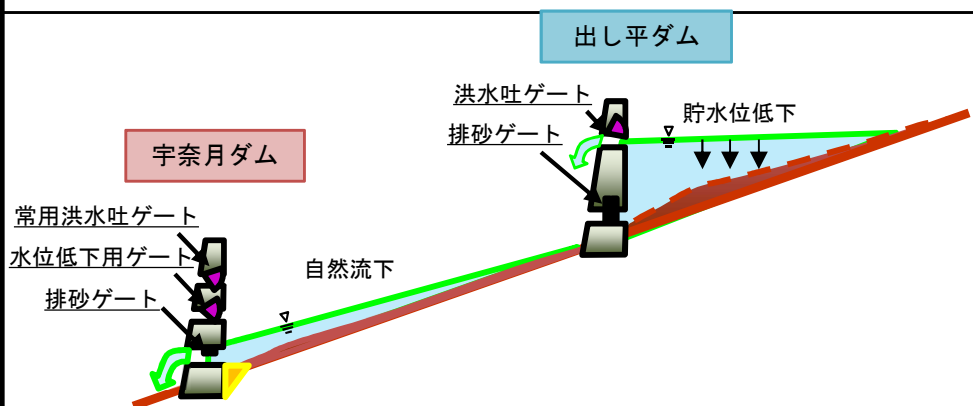 出し平ダム
洪水吐ゲート
貯水位低下
排砂ゲート
宇奈月ダム
常用洪水吐ゲート
水位低下用ゲート
自然流下
排砂ゲート